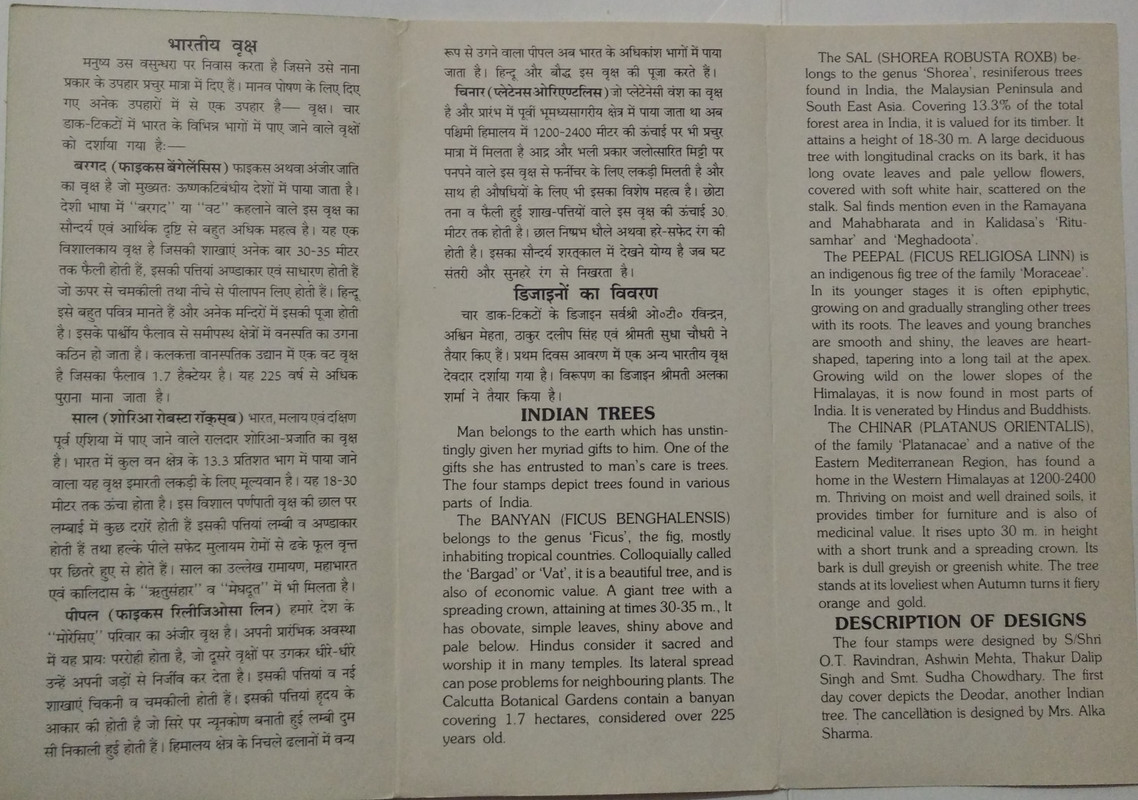 भारतीय वृक्ष
मनुष्य उस वसुन्धरा पर निवास करता है जिसने उसे नाना
प्रकार के उपहार प्रचुर मात्रा में दिए हैं। मानव पोषण के लिए दिए
गए अनेक उपहारों में से एक उपहार है— वृक्ष। चार
डाक-टिकटों में भारत के विभिन्न भागों में पाए जाने वाले वृक्षों
को दर्शाया गया है:—
बरगद (फाइकस बेंगेलेंसिस) फाइकस अथवा अंजीर जाति
का वृक्ष है जो मुख्यतः ऊष्णकटिबंधीय देशों में पाया जाता है।
देशी भाषा में "बरगद" या "वट" कहलाने वाले इस वृक्ष का
सौन्दर्य एवं आर्थिक दृष्टि से बहुत अधिक महत्व है। यह एक
विशालकाय वृक्ष है जिसकी शाखाएं अनेक बार 30-35 मीटर
तक फैली होती हैं, इसकी पत्तियां अण्डाकार एवं साधारण होती हैं
जो ऊपर से चमकीली तथा नीचे से पीलापन लिए होती हैं। हिन्दू
इसे बहुत पवित्र मानते हैं और अनेक मन्दिरों में इसकी पूजा होती
है। इसके पार्श्वीय फैलाव से समीपस्थ क्षेत्रों में वनस्पति का उगना
कठिन हो जाता है। कलकत्ता वानस्पतिक उद्यान में एक वट वृक्ष
है जिसका फैलाव 1.7 हैक्टेयर है। यह 225 वर्ष से अधिक
पुराना माना जाता है।
साल (शोरिआ रोबस्टा रॉक्सब) भारत, मलाय एवं दक्षिण
पूर्व एशिया में पाए जाने वाले रालदार शोरिआ-प्रजाति का वृक्ष
है। भारत में कुल वन क्षेत्र के 13.3 प्रतिशत भाग में पाया जाने
वाला यह वृक्ष इमारती लकड़ी के लिए मूल्यवान है। यह 18-30
मीटर तक ऊंचा होता है। इस विशाल पर्णपाती वृक्ष की छाल पर
लम्बाई में कुछ दरारें होती हैं इसकी पत्तियां लम्बी व अण्डाकार
होती हैं तथा हल्के पीले सफेद मुलायम रोमों से ढके फूल वृन्त
पर छितरे हुए से होते हैं। साल का उल्लेख रामायण, महाभारत
एवं कालिदास के "ऋतुसंहार" व "मेघदूत" में भी मिलता है।
पीपल (फाइकस रिलीजिओसा लिन) हमारे देश के
"मोरेसिए" परिवार का अंजीर वृक्ष है। अपनी प्रारंभिक अवस्था
में यह प्रायः पररोही होता है, जो दूसरे वृक्षों पर उगकर धीरे-धीरे
उन्हें अपनी जड़ों से निर्जीव कर देता है। इसकी पत्तियां व नई
शाखाएं चिकनी व चमकीली होती हैं। इसकी पत्तियां हृदय के
आकार की होती है जो सिरे पर न्यूनकोण बनाती हुई लम्बी दुम
सी निकाली हुई होती हैं। हिमालय क्षेत्र के निचले ढलानों में वन्य
रूप से उगने वाला पीपल अब भारत के अधिकांश भागों में पाया
जाता है। हिन्दू और बौद्ध इस वृक्ष की पूजा करते हैं।
चिनार (प्लेटेनस ओरिएण्टलिस) जो प्लेटेनेसी वंश का वृक्ष
है और प्रारंभ में पूर्वी भूमध्यसागरीय क्षेत्र में पाया जाता था अब
पश्चिमी हिमालय में 1200-2400 मीटर की ऊंचाई पर भी प्रचुर
मात्रा में मिलता है आद्र और भली प्रकार जलोत्सारित मिट्टी पर
पनपने वाले इस वृक्ष से फर्नीचर के लिए लकड़ी मिलती है और
साथ ही औषधियों के लिए भी इसका विशेष महत्व है। छोटा
तना व फैली हुई शाख-पत्तियों वाले इस वृक्ष की ऊंचाई 30
मीटर तक होती है। छाल निष्प्रभ धौले अथवा हरे-सफेद रंग की
होती है। इसका सौन्दर्य शरत्काल में देखने योग्य है जब घट
संतरी और सुनहरे रंग से निखरता है।
डिजाइनों का विवरण
चार डाक-टिकटों के डिजाइन सर्वश्री ओ०टी० रविन्द्रन,
अश्विन मेहता, ठाकुर दलीप सिंह एवं श्रीमती सुधा चौधरी ने
तैयार किए हैं। प्रथम दिवस आवरण में एक अन्य भारतीय वृक्ष
देवदार दर्शाया गया है। विरूपण का डिजाइन श्रीमती अलका
शर्मा ने तैयार किया है।
INDIAN TREES
Man belongs to the earth which has unstin-
tingly given her myriad gifts to him. One of the
gifts she has entrusted to man's care is trees.
The four stamps depict trees found in various
parts of India.
The BANYAN (FICUS BENGHALENSIS)
belongs to the genus 'Ficus', the fig, mostly
inhabiting tropical countries. Colloquially called
the 'Bargad' or 'Vat', it is a beautiful tree, and is
also of economic value. A giant tree with a
spreading crown, attaining at times 30-35 m., It
has obovate, simple leaves, shiny above and
pale below. Hindus consider it sacred and
worship it in many temples. Its lateral spread
can pose problems for neighbouring plants. The
Calcutta Botanical Gardens contain a banyan
covering 1.7 hectares, considered over 225
years old.
The SAL (SHOREA ROBUSTA ROXB) be-
longs to the genus 'Shorea', resiniferous trees
found in India, the Malaysian Peninsula and
South East Asia. Covering 13.3% of the total
forest area in India, it is valued for its timber. It
attains a height of 18-30 m. A large deciduous
tree with longitudinal cracks on its bark, it has
long ovate leaves and pale yellow flowers,
covered with soft white hair, scattered on the
stalk. Sal finds mention even in the Ramayana
and Mahabharata and in Kalidasa's 'Ritu-
samhar' and 'Meghadoota'.
The PEEPAL (FICUS RELIGIOSA LINN) is
an indigenous fig tree of the family 'Moraceae'.
In its younger stages it is often epiphytic,
growing on and gradually strangling other trees
with its roots. The leaves and young branches
are smooth and shiny, the leaves are heart-
shaped, tapering into a long tail at the apex.
Growing wild on the lower slopes of the
Himalayas, it is now found in most parts of
India. It is venerated by Hindus and Buddhists.
The CHINAR (PLATANUS ORIENTALIS),
of the family 'Platanacae' and a native of the
Eastern Mediterranean Region, has found a
home in the Western Himalayas at 1200-2400
m. Thriving on moist and well drained soils, it
provides timber for furniture and is also of
medicinal value. It rises upto 30 m. in height
with a short trunk and a spreading crown. Its
bark is dull greyish or greenish white. The tree
stands at its loveliest when Autumn turns it fiery
orange and gold.
DESCRIPTION OF DESIGNS
The four stamps were designed by S/Shri
O.T. Ravindran, Ashwin Mehta, Thakur Dalip
Singh and Smt. Sudha Chowdhary. The first
day cover depicts the Deodar, another Indian
tree. The cancellation is designed by Mrs. Alka
Sharma.